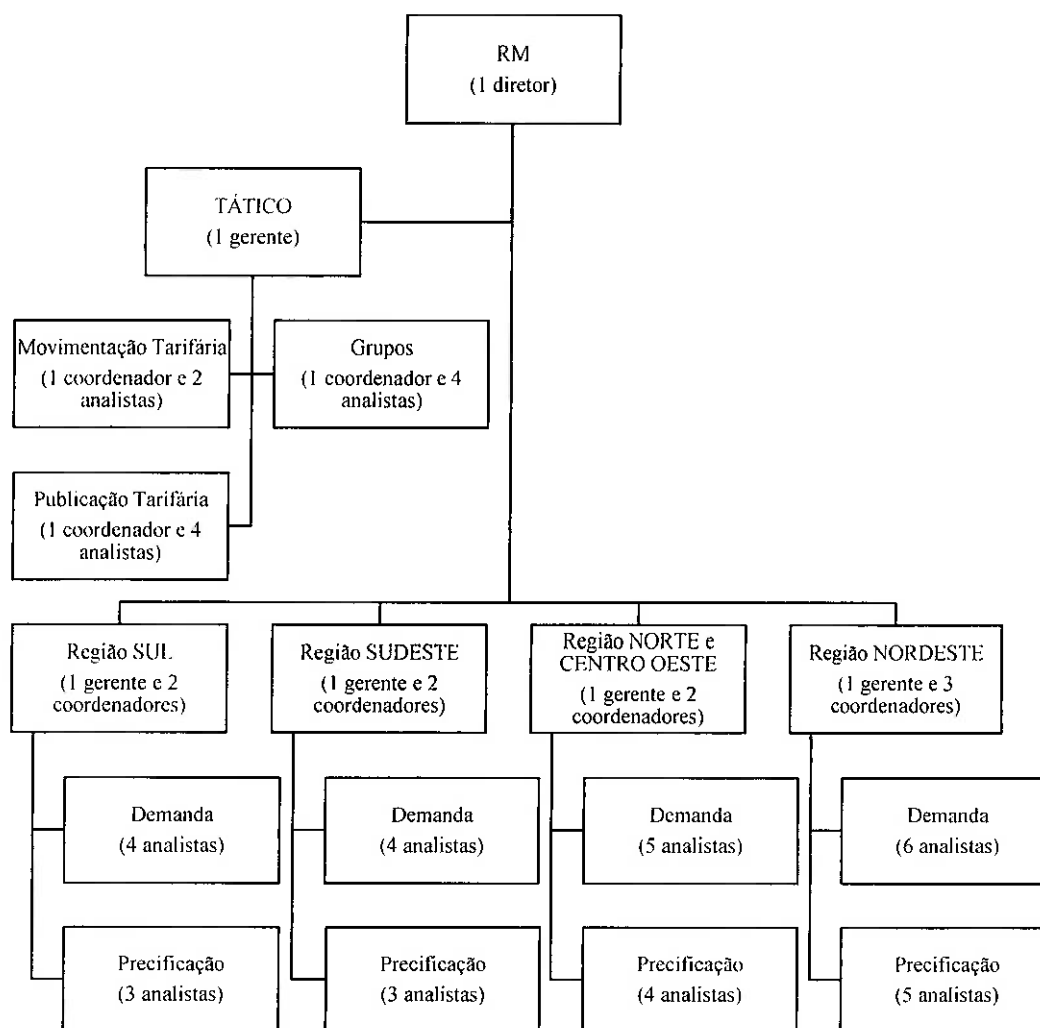 RM
(1 diretor)
TÁTICO
(1 gerente)
Movimentação Tarifária
(1 coordenador e 2
analistas)
Grupos
(1 coordenador e 4
analistas)
Publicação Tarifária
(1 coordenador e 4
analistas)
Região SUL
(1 gerente e 2
coordenadores)
Região SUDESTE
(1 gerente e 2
coordenadores)
Região NORTE e
CENTRO OESTE
(1 gerente e 2
coordenadores)
Região NORDESTE
(1 gerente e 3
coordenadores)
Demanda
(4 analistas)
Demanda
(4 analistas)
Demanda
(5 analistas)
Demanda
(6 analistas)
Precificação
(3 analistas)
Precificação
(3 analistas)
Precificação
(4 analistas)
Precificação
(5 analistas)